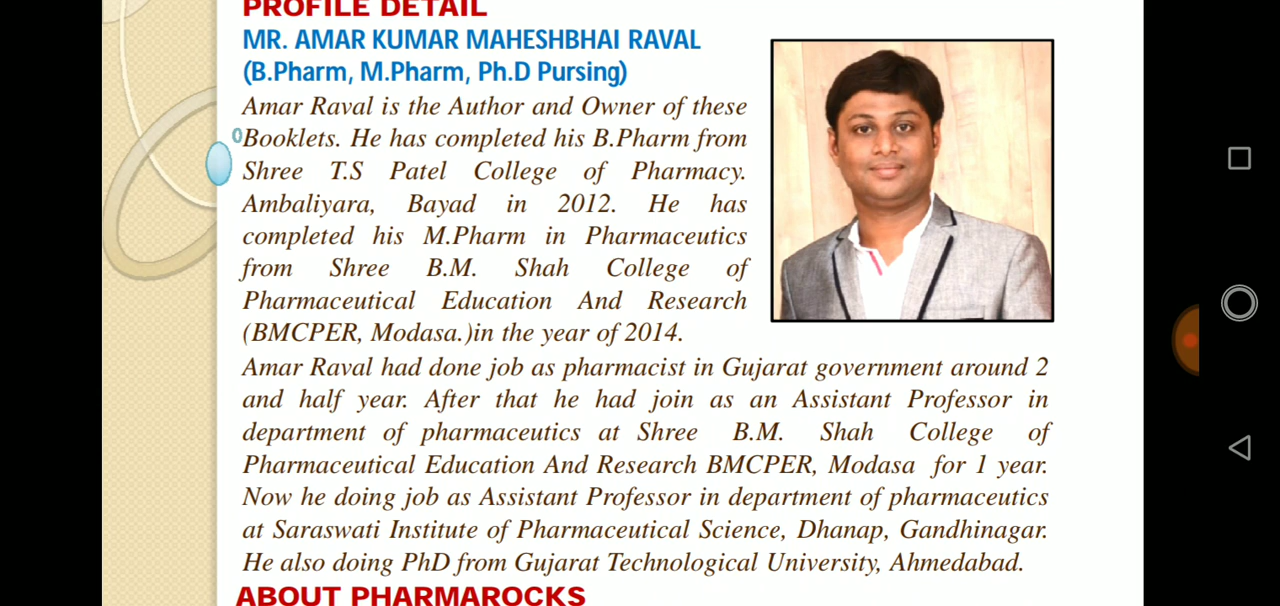 PROFILE DETAIL
MR. AMAR KUMAR MAHESHBHAI RAVAL
(B.Pharm, M.Pharm, Ph.D Pursing)
Amar Raval is the Author and Owner of these
Booklets. He has completed his B.Pharm from
Shree T.S Patel College of Pharmacy.
Ambaliyara, Bayad in 2012. He has
completed his M.Pharm in Pharmaceutics
from Shree B.M. Shah College of
Pharmaceutical Education And Research
(BMCPER, Modasa.)in the year of 2014.
Amar Raval had done job as pharmacist in Gujarat government around 2
and half year. After that he had join as an Assistant Professor in
department of pharmaceutics at Shree B.M. Shah College of
Pharmaceutical Education And Research BMCPER, Modasa for 1 year.
Now he doing job as Assistant Professor in department of pharmaceutics
at Saraswati Institute of Pharmaceutical Science, Dhanap, Gandhinagar.
He also doing PhD from Gujarat Technological University, Ahmedabad.
ABOUT PHARMAROCKS